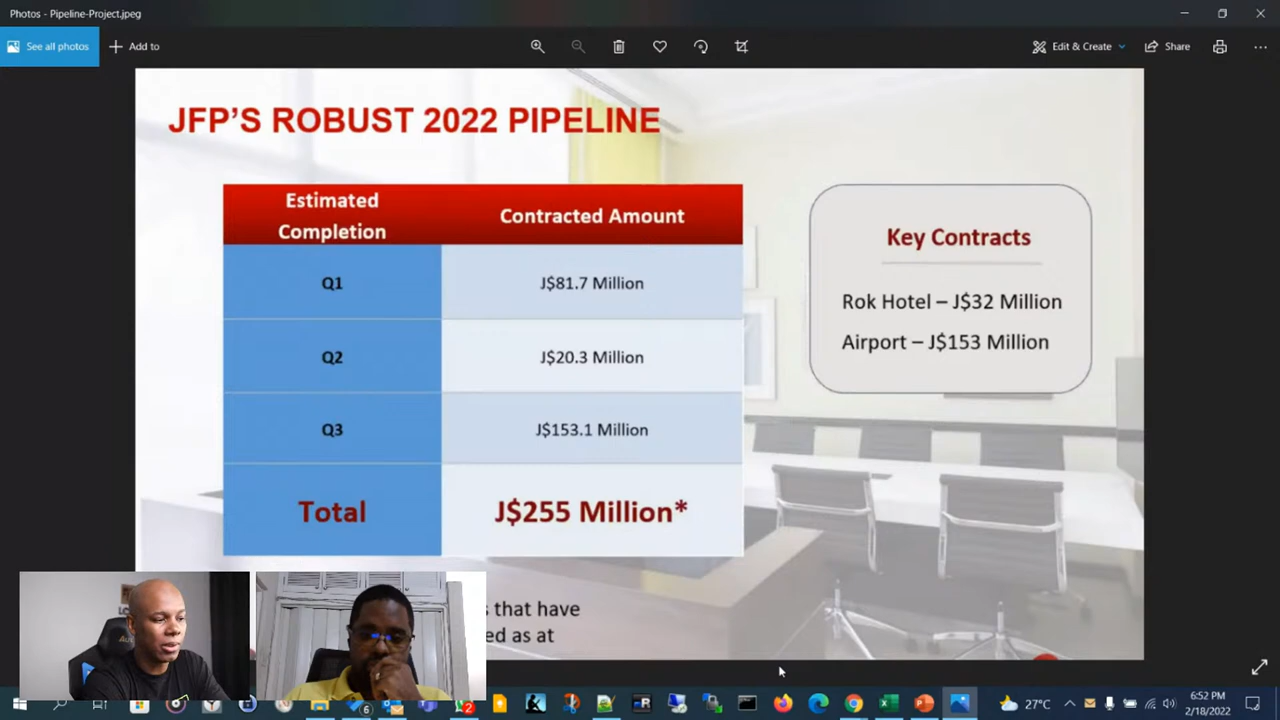 Photos - Pipeline-Project.jpeg
See all photos
Add to
Edit & Create
Share
JFP'S ROBUST 2022 PIPELINE
Estimated
Completion
Contracted Amount
Q1
J$81.7 Million
Q2
J$20.3 Million
Q3
J$153.1 Million
Total
J$255 Million*
Key Contracts
Rok Hotel – J$32 Million
Airport – J$153 Million
that have
ed as at
6
2
27°C
6:52 PM
2/18/2022